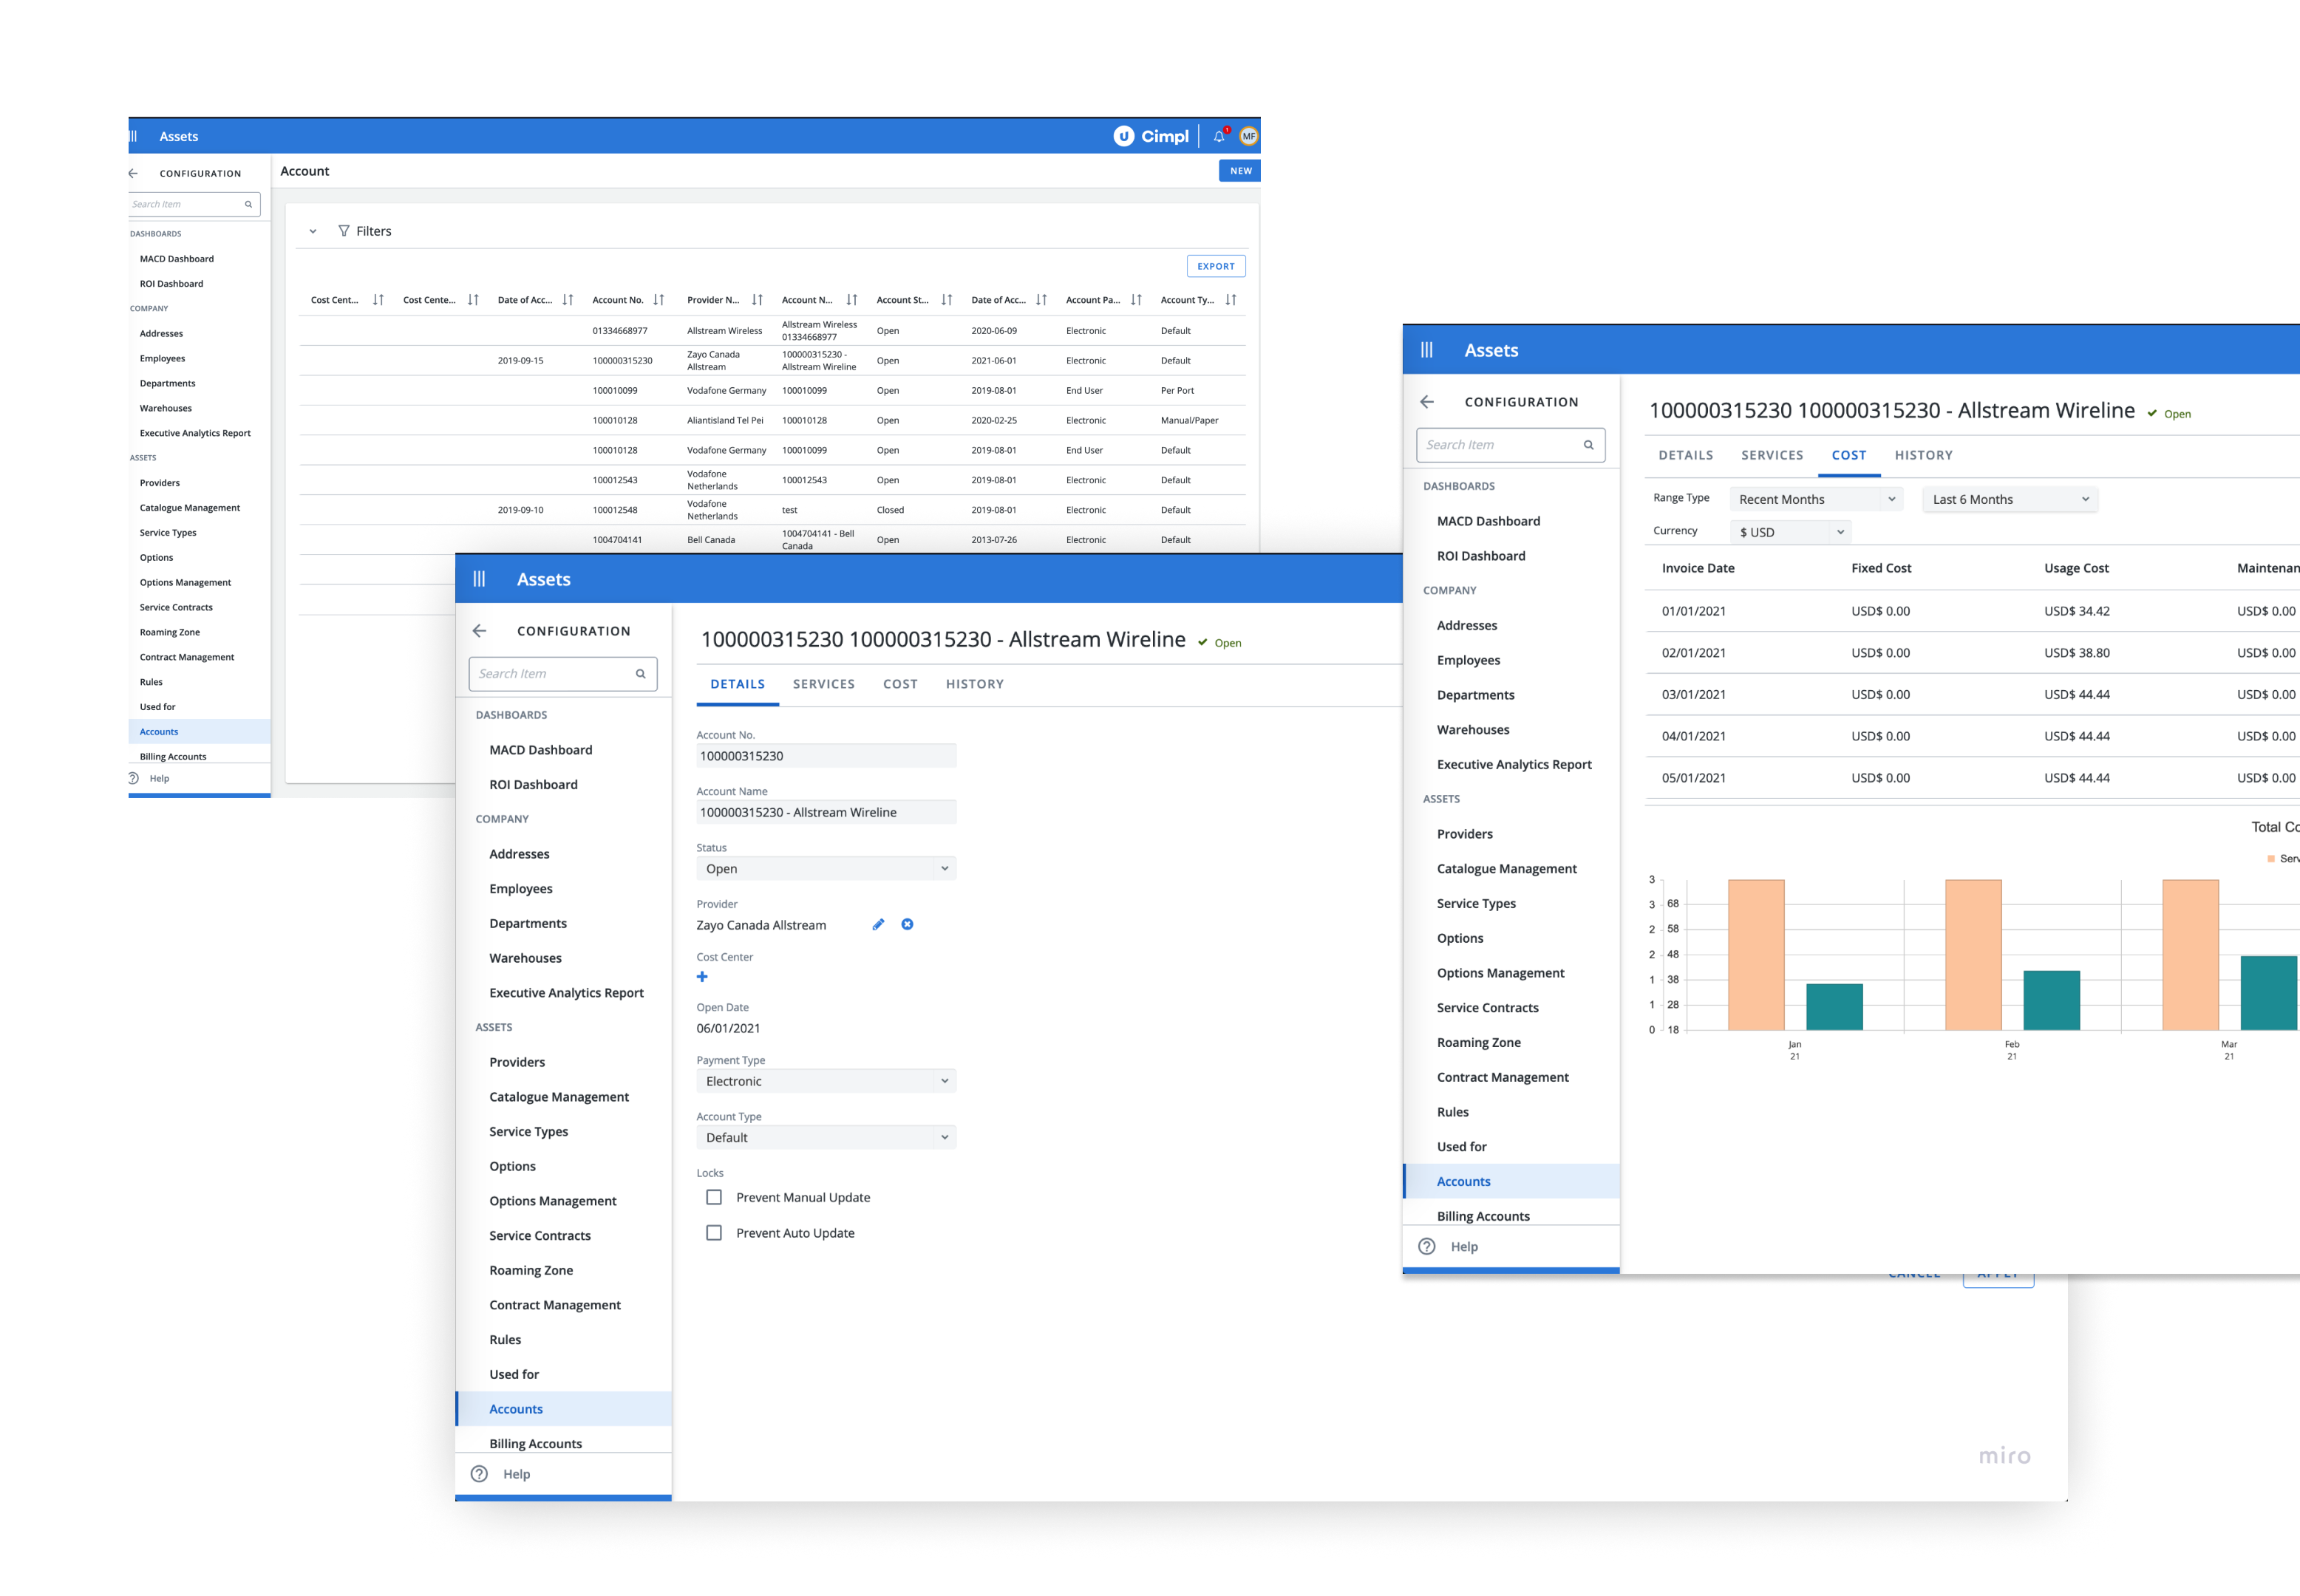 Assets
Cimpl
1
MF
CONFIGURATION
Search Item
DASHBOARDS
MACD Dashboard
ROI Dashboard
COMPANY
Addresses
Employees
Departments
Warehouses
Executive Analytics Report
ASSETS
Providers
Catalogue Management
Service Types
Options
Options Management
Service Contracts
Roaming Zone
Contract Management
Rules
Used for
Accounts
Billing Accounts
Help
Account
NEW
Filters
EXPORT
Cost Cent... Cost Cente... Date of Acc... Account No. Provider N... Account N... Account St... Date of Acc... Account Pa... Account Ty...
01334668977 Allstream Wireless Allstream Wireless 01334668977 Open 2020-06-09 Electronic Default
2019-09-15 100000315230 Zayo Canada Allstream 100000315230 - Allstream Wireline Open 2021-06-01 Electronic Default
100010099 Vodafone Germany 100010099 Open 2019-08-01 End User Per Port
100010128 Aliantisland Tel Pei 100010128 Open 2020-02-25 Electronic Manual/Paper
100010128 Vodafone Germany 100010099 Open 2019-08-01 End User Default
100012543 Vodafone Netherlands 100012543 Open 2019-08-01 Electronic Default
2019-09-10 100012548 Vodafone Netherlands test Closed 2019-08-01 Electronic Default
1004704141 Bell Canada 1004704141 - Bell Canada Open 2013-07-26 Electronic Default
Assets
CONFIGURATION
Search Item
DASHBOARDS
MACD Dashboard
ROI Dashboard
COMPANY
Addresses
Employees
Departments
Warehouses
Executive Analytics Report
ASSETS
Providers
Catalogue Management
Service Types
Options
Options Management
Service Contracts
Roaming Zone
Contract Management
Rules
Used for
Accounts
Billing Accounts
Help
100000315230 100000315230 - Allstream Wireline Open
DETAILS SERVICES COST HISTORY
Account No.
100000315230
Account Name
100000315230 - Allstream Wireline
Status
Open
Provider
Zayo Canada Allstream
Cost Center
Open Date
06/01/2021
Payment Type
Electronic
Account Type
Default
Locks
Prevent Manual Update
Prevent Auto Update
CANCEL APPLY
miro
Assets
CONFIGURATION
Search Item
DASHBOARDS
MACD Dashboard
ROI Dashboard
COMPANY
Addresses
Employees
Departments
Warehouses
Executive Analytics Report
ASSETS
Providers
Catalogue Management
Service Types
Options
Options Management
Service Contracts
Roaming Zone
Contract Management
Rules
Used for
Accounts
Billing Accounts
Help
100000315230 100000315230 - Allstream Wireline Open
DETAILS SERVICES COST HISTORY
Range Type Recent Months Last 6 Months
Currency $ USD
Invoice Date Fixed Cost Usage Cost Maintenan
01/01/2021 USD$ 0.00 USD$ 34.42 USD$ 0.00
02/01/2021 USD$ 0.00 USD$ 38.80 USD$ 0.00
03/01/2021 USD$ 0.00 USD$ 44.44 USD$ 0.00
04/01/2021 USD$ 0.00 USD$ 44.44 USD$ 0.00
05/01/2021 USD$ 0.00 USD$ 44.44 USD$ 0.00
Total Co
Serv
3
3 68
2 58
2 48
1 38
1 28
0 18
Jan Feb Mar
21 21 21